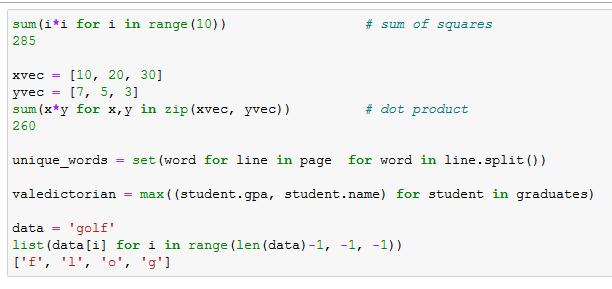 sum(i*i for i in range(10))                 # sum of squares
285
xvec = [10, 20, 30]
yvec = [7, 5, 3]
sum(x*y for x,y in zip(xvec, yvec))         # dot product
260
unique_words = set(word for line in page  for word in line.split())
valedictorian = max((student.gpa, student.name) for student in graduates)
data = 'golf'
list(data[i] for i in range(len(data)-1, -1, -1))
['f', 'l', 'o', 'g']